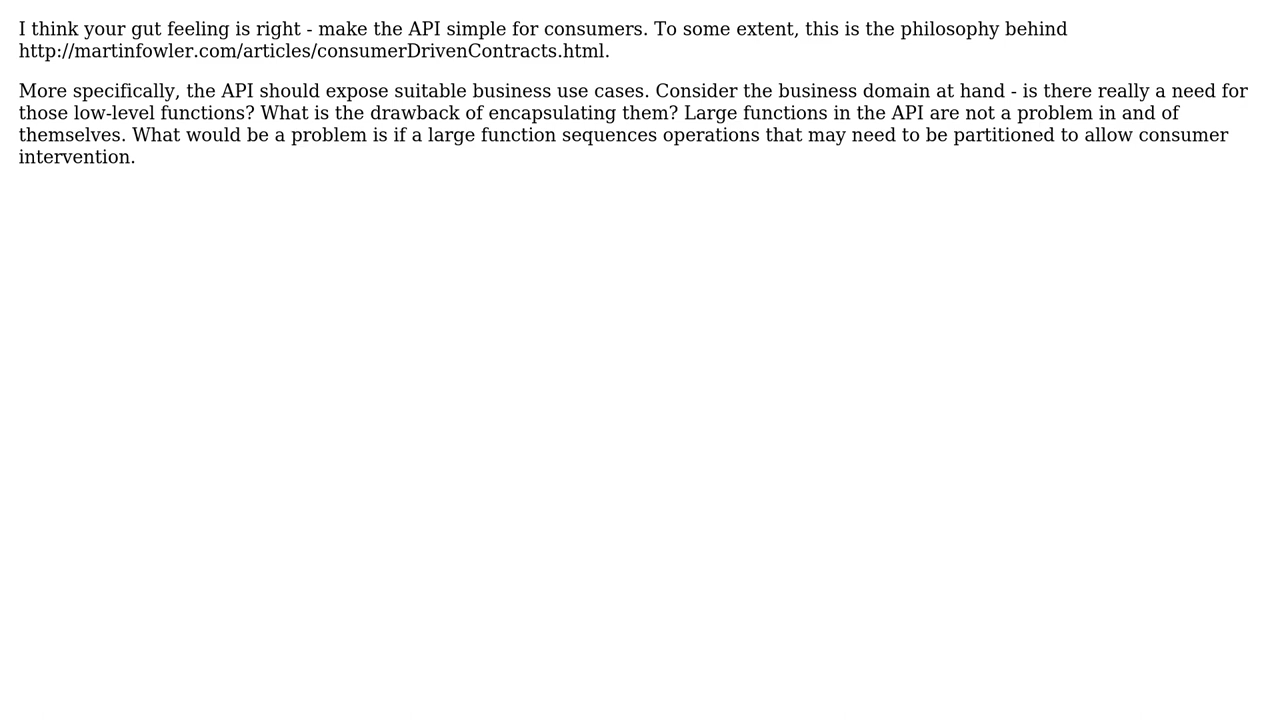 I think your gut feeling is right - make the API simple for consumers. To some extent, this is the philosophy behind
http://martinfowler.com/articles/consumerDrivenContracts.html.
More specifically, the API should expose suitable business use cases. Consider the business domain at hand - is there really a need for
those low-level functions? What is the drawback of encapsulating them? Large functions in the API are not a problem in and of
themselves. What would be a problem is if a large function sequences operations that may need to be partitioned to allow consumer
intervention.